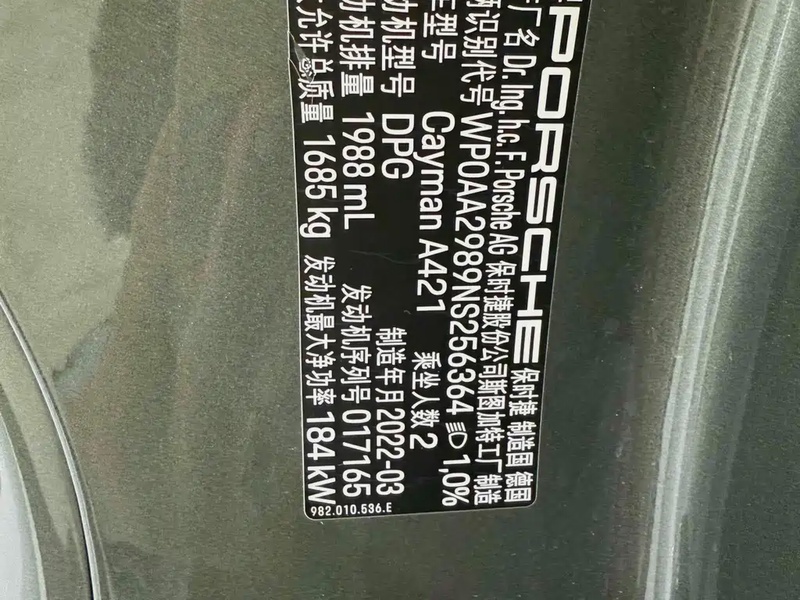 PORSCHE 保时捷 制造国 德国
厂名 Dr. Ing. h.c. F. Porsche AG 保时捷股份公司斯图加特工厂制造
识别代号 WP0AA2989NS256364 1,0%
车型号 Cayman A421 乘坐人数 2
动机型号 DPG 制造年月 2022-03
动机排量 1988 mL 发动机序列号 017165
允许总质量 1685 kg 发动机最大净功率 184 kW
982.010.536.E